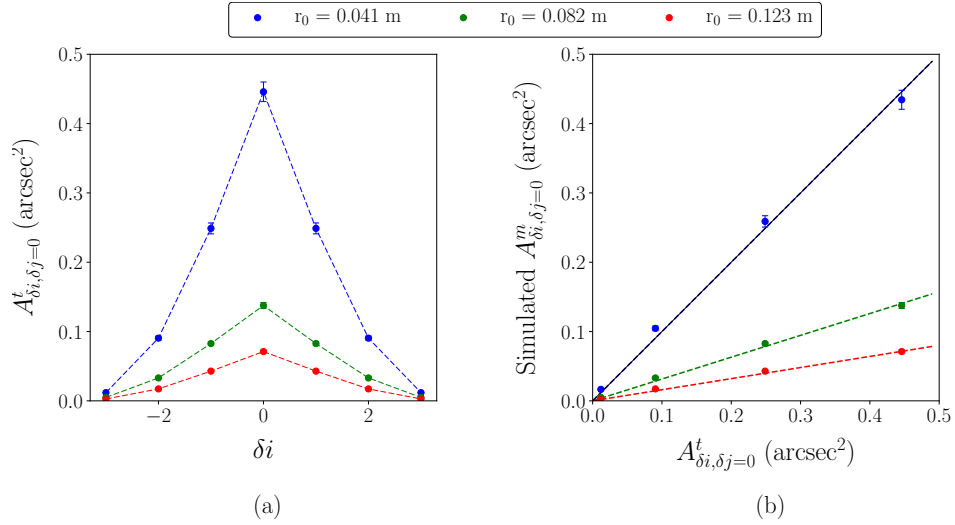 r_0 = 0.041 m r_0 = 0.082 m r_0 = 0.123 m
0.5
0.4
0.3
0.2
0.1
0.0
A^t_{δi,δj=0} (arcsec^2)
−2 0 2
δi
(a)
0.5
0.4
0.3
0.2
0.1
0.0
Simulated A^m_{δi,δj=0} (arcsec^2)
0.0 0.1 0.2 0.3 0.4 0.5
A^t_{δi,δj=0} (arcsec^2)
(b)